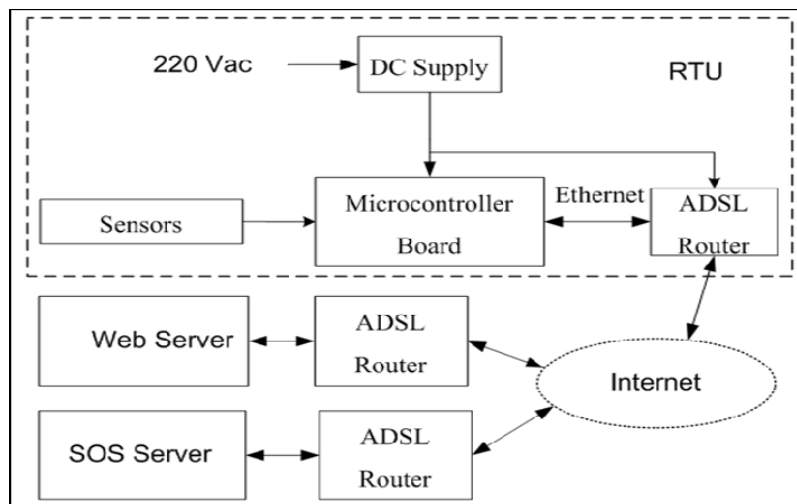 220 Vac
DC Supply
RTU
Sensors
Microcontroller
Board
Ethernet
ADSL
Router
Web Server
ADSL
Router
Internet
SOS Server
ADSL
Router